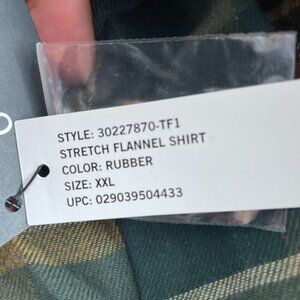 STYLE: 30227870-TF1
STRETCH FLANNEL SHIRT
COLOR: RUBBER
SIZE: XXL
UPC: 029039504433